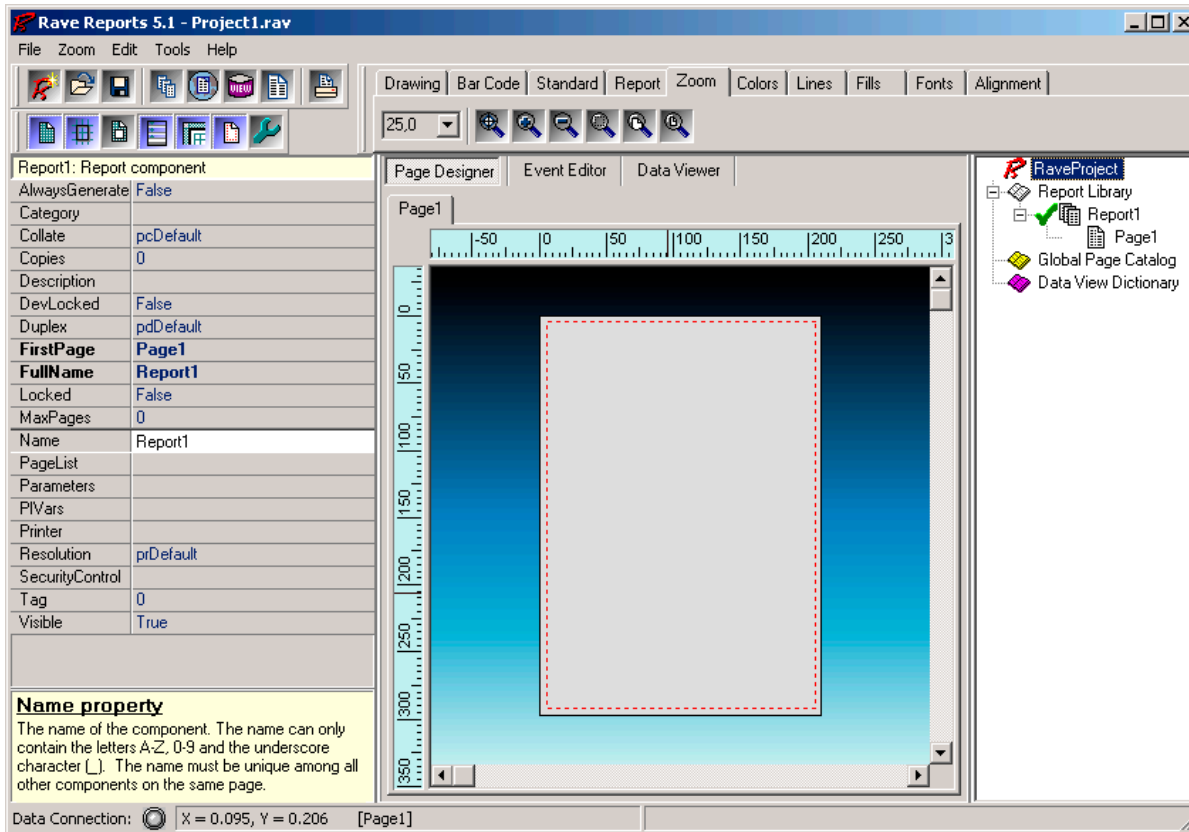 Rave Reports 5.1 - Project1.rav
File Zoom Edit Tools Help
VIEW
Drawing Bar Code Standard Report Zoom Colors Lines Fills Fonts Alignment
25,0
Report1: Report component
AlwaysGenerate False
Category
Collate pcDefault
Copies 0
Description
DevLocked False
Duplex pdDefault
FirstPage Page1
FullName Report1
Locked False
MaxPages 0
Name Report1
PageList
Parameters
PIVars
Printer
Resolution prDefault
SecurityControl
Tag 0
Visible True
Name property
The name of the component. The name can only
contain the letters A-Z, 0-9 and the underscore
character (_). The name must be unique among all
other components on the same page.
Page Designer Event Editor Data Viewer
Page1
-50 0 50 100 150 200 250 3
0
50
100
150
200
250
300
350
RaveProject
Report Library
Report1
Page1
Global Page Catalog
Data View Dictionary
Data Connection: X = 0.095, Y = 0.206 [Page1]